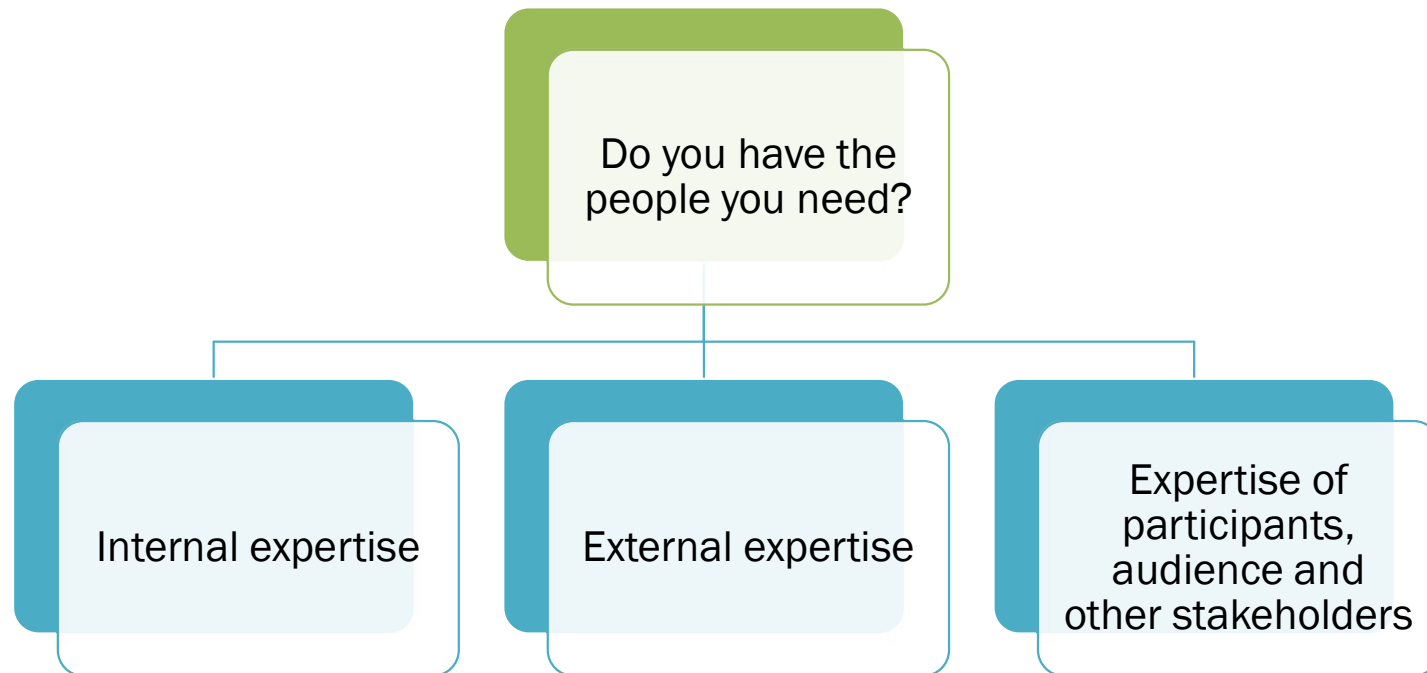 Do you have the
people you need?
Internal expertise
External expertise
Expertise of
participants,
audience and
other stakeholders